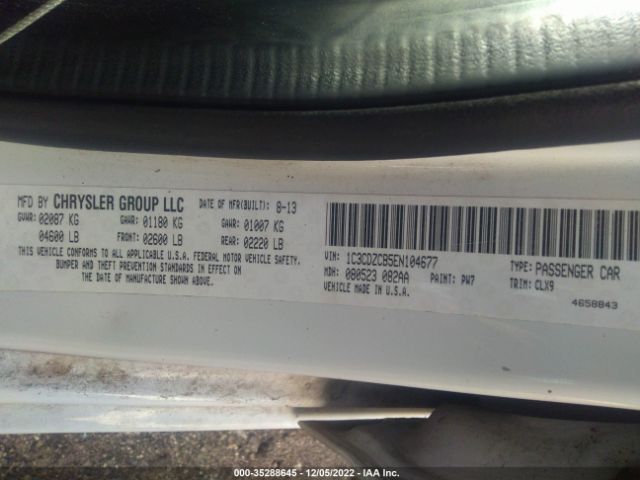 MFD BY CHRYSLER GROUP LLC DATE OF MFR(BUILT): 8-13
GVWR: 02087 KG GAWR: 01180 KG GAWR: 01007 KG
04600 LB FRONT: 02600 LB REAR: 02220 LB
THIS VEHICLE CONFORMS TO ALL APPLICABLE U.S.A. FEDERAL MOTOR VEHICLE SAFETY,
BUMPER AND THEFT PREVENTION STANDARDS IN EFFECT ON
THE DATE OF MANUFACTURE SHOWN ABOVE.
VIN: 1C3CDZCB5EN104677 TYPE: PASSENGER CAR
MDH: 080523 082AA PAINT: PW7 TRIM: CLX9
VEHICLE MADE IN U.S.A.
4658843
000-35288645 - 12/05/2022 - IAA Inc.